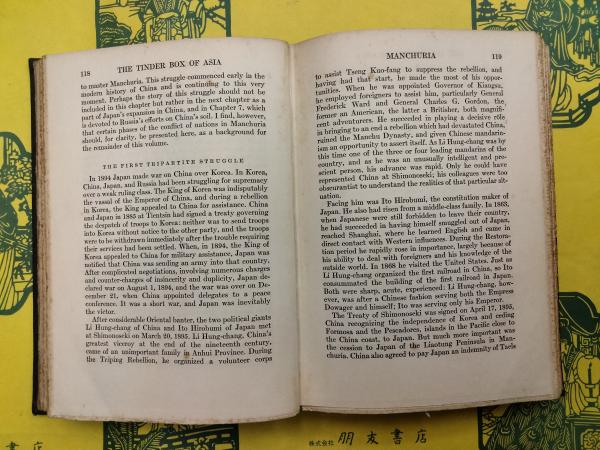 118 THE TINDER BOX OF ASIA
to master Manchuria. This struggle commenced early in the
modern history of China and is continuing to this very
moment. Perhaps the story of this struggle should not be
included in this chapter but rather in the next chapter as a
part of Japan's expansion in China, and in Chapter 7, which
is devoted to Russia's efforts on China's soil. I find, however,
that certain phases of the conflict of nations in Manchuria
should, for clarity, be presented here, as a background for
the remainder of this volume.
THE FIRST TRIPARTITE STRUGGLE
In 1894 Japan made war on China over Korea. In Korea,
China, Japan, and Russia had been struggling for supremacy
over a weak ruling class. The King of Korea was indisputably
the vassal of the Emperor of China, and during a rebellion
in Korea, the King appealed to China for assistance. China
and Japan in 1885 at Tientsin had signed a treaty governing
the despatch of troops to Korea: neither was to send troops
into Korea without notice to the other party, and the troops
were to be withdrawn immediately after the trouble requiring
their services had been settled. When, in 1894, the King of
Korea appealed to China for military assistance, Japan was
notified that China was sending an army into that country.
After complicated negotiations, involving numerous charges
and counter-charges of insincerity and duplicity, Japan de-
clared war on August 1, 1894, and the war was over on De-
cember 21, when China appointed delegates to a peace
conference. It was a short war, and Japan was inevitably
the victor.
After considerable Oriental banter, the two political giants
Li Hung-chang of China and Ito Hirobumi of Japan met
at Shimonoseki on March 20, 1895. Li Hung-chang, China's
greatest viceroy at the end of the nineteenth century,
came of an unimportant family in Anhui Province. During
the Triping Rebellion, he organized a volunteer corps
MANCHURIA 119
to assist Tseng Kuo-fang to suppress the rebellion, and
having had that start, he made the most of his oppor-
tunities. When he was appointed Governor of Kiangsu,
he employed foreigners to assist him, particularly General
Frederick Ward and General Charles G. Gordon, the
former an American, the latter a Britisher, both magnifi-
cent adventurers. He succeeded in playing a decisive rôle
in bringing to an end a rebellion which had devastated China,
ruined the Manchu Dynasty, and given Chinese mandarin-
ism an opportunity to assert itself. As Li Hung-chang was by
this time one of the three or four leading mandarins of the
country, and as he was an unusually intelligent and pre-
scient person, his advance was rapid. Only he could have
represented China at Shimonoseki; his colleagues were too
obscurantist to understand the realities of that particular situ-
ation.
Facing him was Ito Hirobumi, the constitution maker of
Japan. He also had risen from a middle-class family. In 1863,
when Japanese were still forbidden to leave their country,
he had succeeded in having himself smuggled out of Japan,
reached Shanghai, where he learned English and came in
direct contact with Western influences. During the Restora-
tion period he rapidly rose in importance, largely because of
his ability to deal with foreigners and his knowledge of the
outside world. In 1868 he visited the United States. Just as
Li Hung-chang organized the first railroad in China, so Ito
consummated the building of the first railroad in Japan.
Both were sharp, acute, experienced: Li Hung-chang, how-
ever, was after a Chinese fashion serving both the Empress
Dowager and himself; Ito was serving only his Emperor.
The Treaty of Shimonoseki was signed on April 17, 1895,
China recognizing the independence of Korea and ceding
Formosa and the Pescadores, islands in the Pacific close to
the China coast, to Japan. But much more important was
the cession to Japan of the Liaotung Peninsula in Man-
churia. China also agreed to pay Japan an indemnity of Taels
店
株式会社 朋友書店